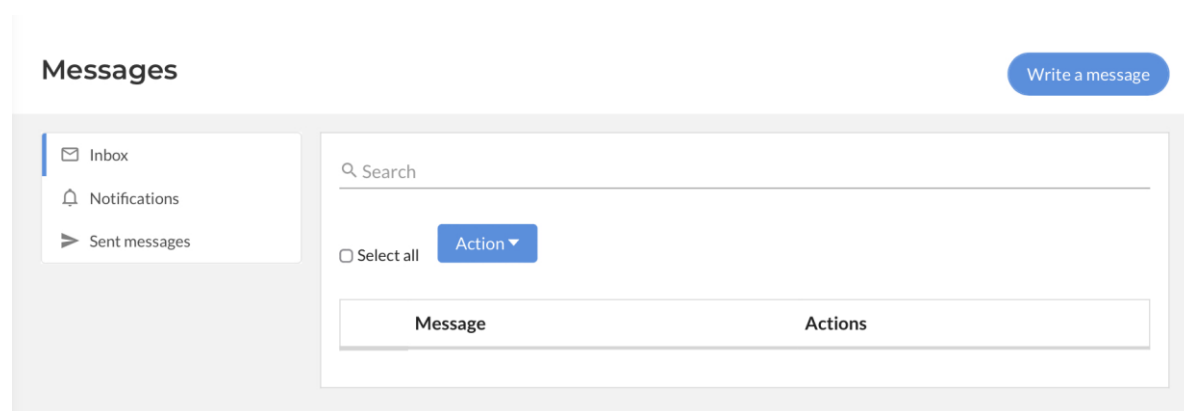 Messages
Write a message
Inbox
Notifications
Sent messages
Search
Select all
Action
Message Actions